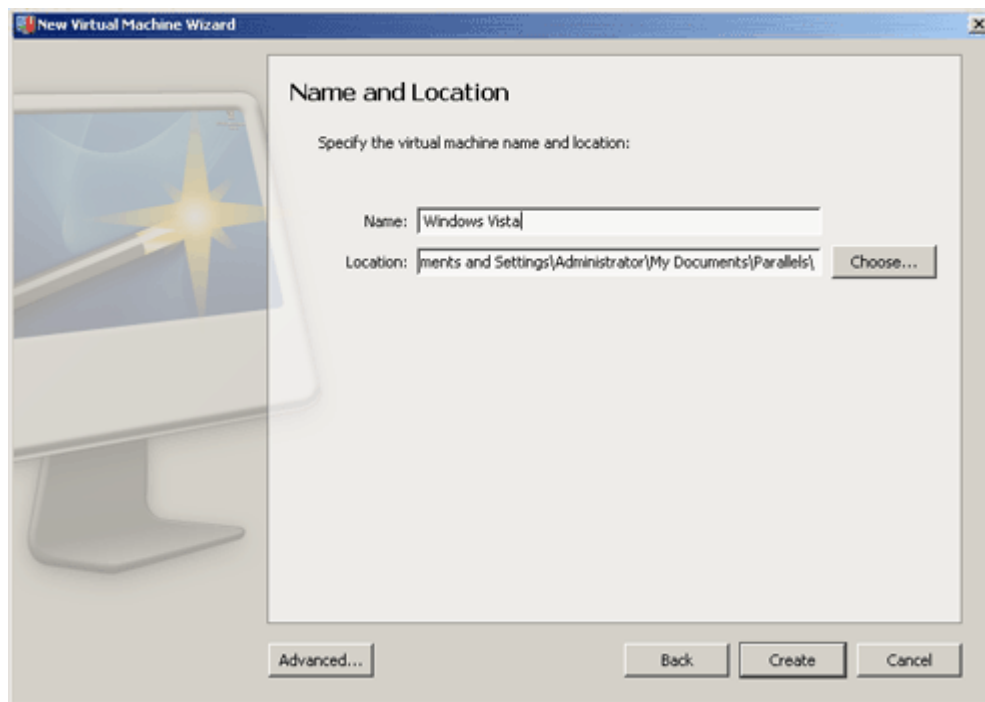 New Virtual Machine Wizard
Name and Location
Specify the virtual machine name and location:
Name: Windows Vista
Location: ments and Settings\Administrator\My Documents\Parallels\ Choose...
Advanced... Back Create Cancel